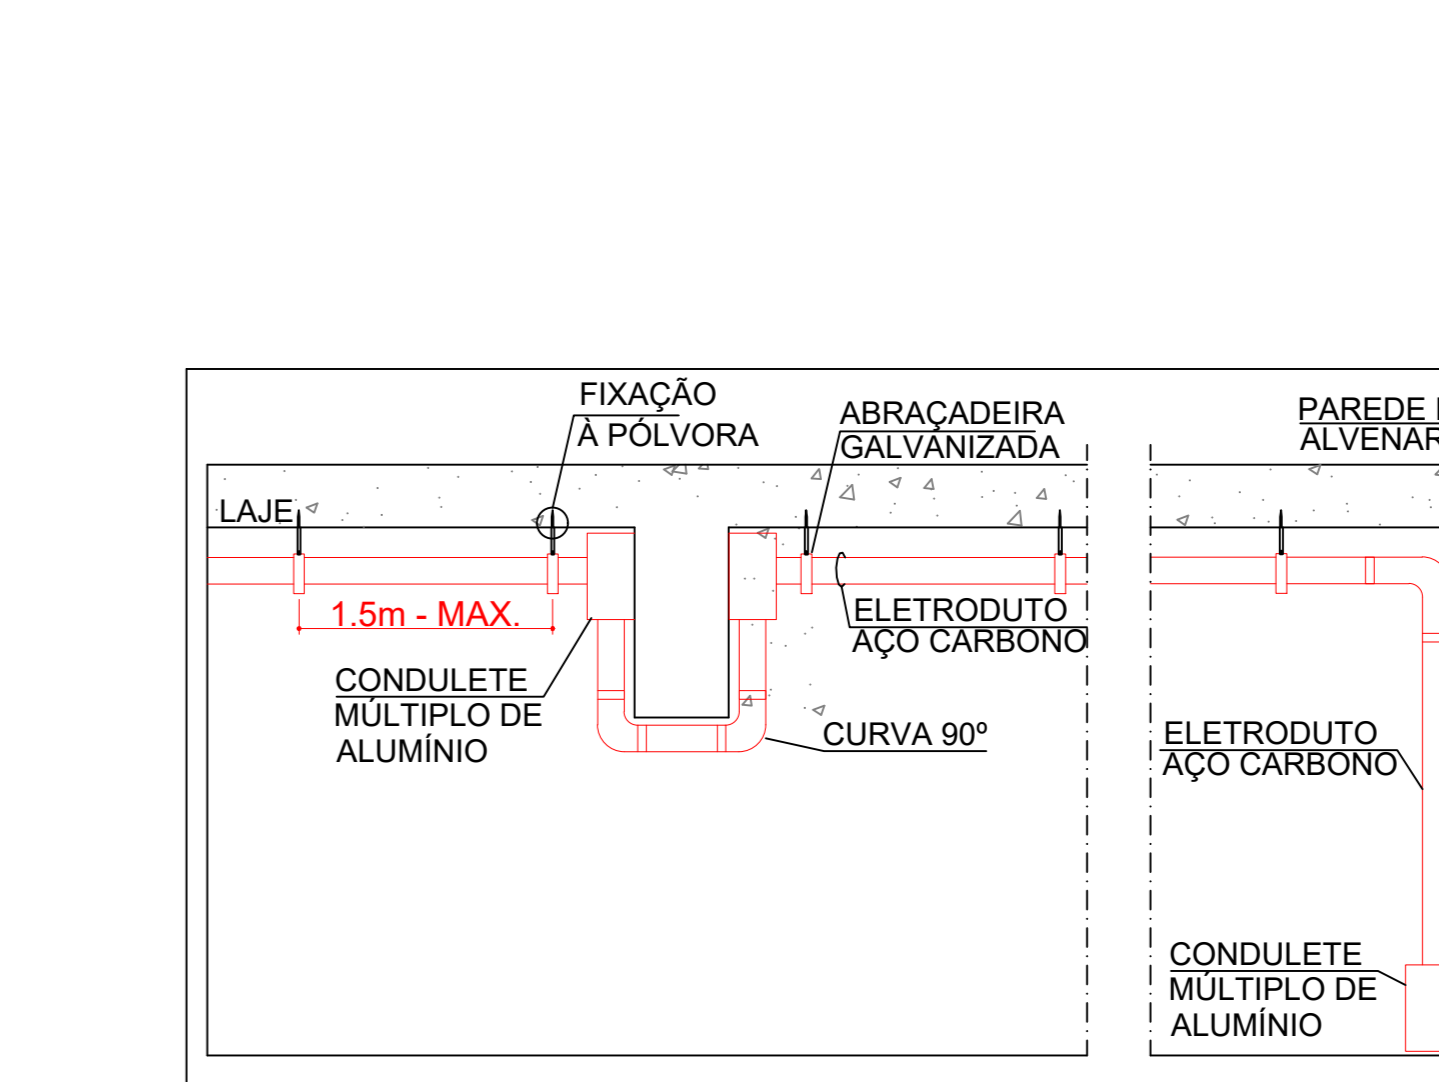 FIXAÇÃO
À PÓLVORA
ABRAÇADEIRA
GALVANIZADA
PAREDE
LAJE
1.5m - MAX.
ELETRODUTO
AÇO CARBONO
CONDULETE
MÚLTIPLO DE
ALUMÍNIO
CURVA 90º
ELETRODUTO
AÇO CARBONO
CONDULETE
MÚLTIPLO DE
ALUMÍNIO